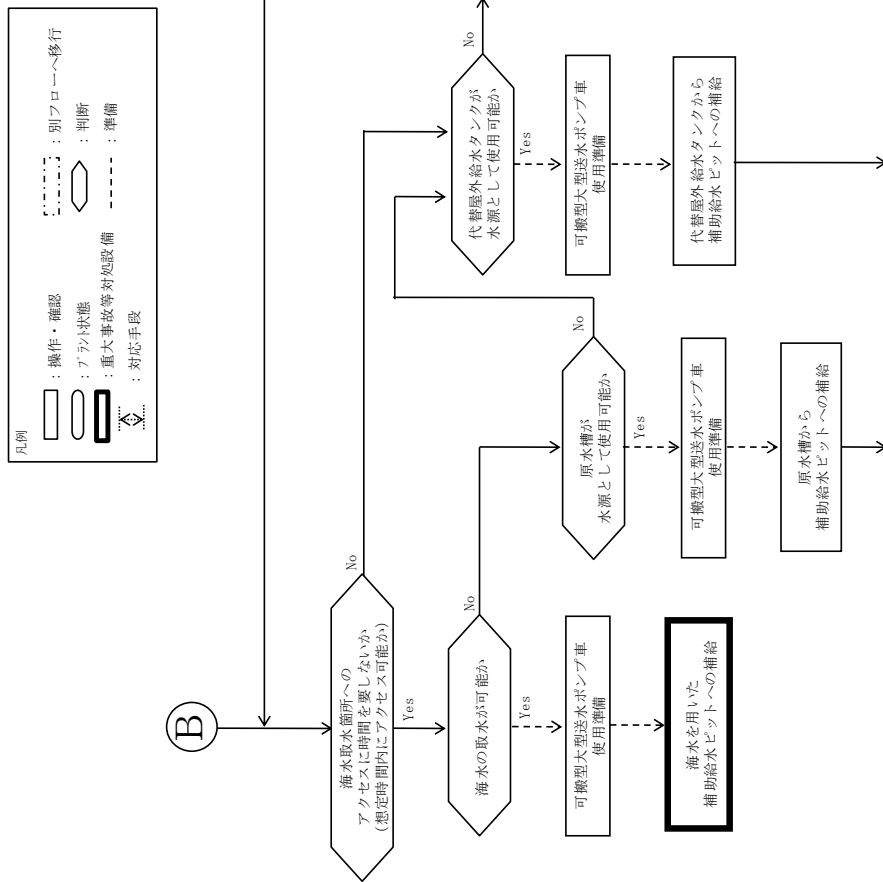 凡例
：操作・確認
：プラント状態
：重大事故等対処設備
：対応手段
：別フローへ移行
：判断
：準備
B
海水取水箇所への
アクセスに時間を要しないか
(想定時間内にアクセス可能か)
No
Yes
海水の取水が可能か
No
Yes
可搬型大型送水ポンプ車
使用準備
海水を用いた
補助給水ピットへの補給
原水槽が
水源として使用可能か
No
Yes
可搬型大型送水ポンプ車
使用準備
原水槽から
補助給水ピットへの補給
代替屋外給水タンクが
水源として使用可能か
No
Yes
可搬型大型送水ポンプ車
使用準備
代替屋外給水タンクから
補助給水ピットへの補給